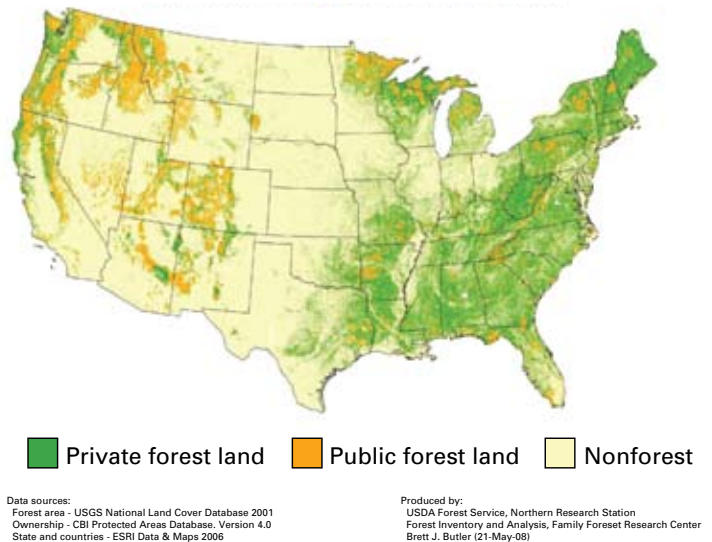 Private forest land
Public forest land
Nonforest
Data sources:
Forest area - USGS National Land Cover Database 2001
Ownership - CBI Protected Areas Database. Version 4.0
State and countries - ESRI Data & Maps 2006
Produced by:
USDA Forest Service, Northern Research Station
Forest Inventory and Analysis, Family Foreset Research Center
Brett J. Butler (21-May-08)